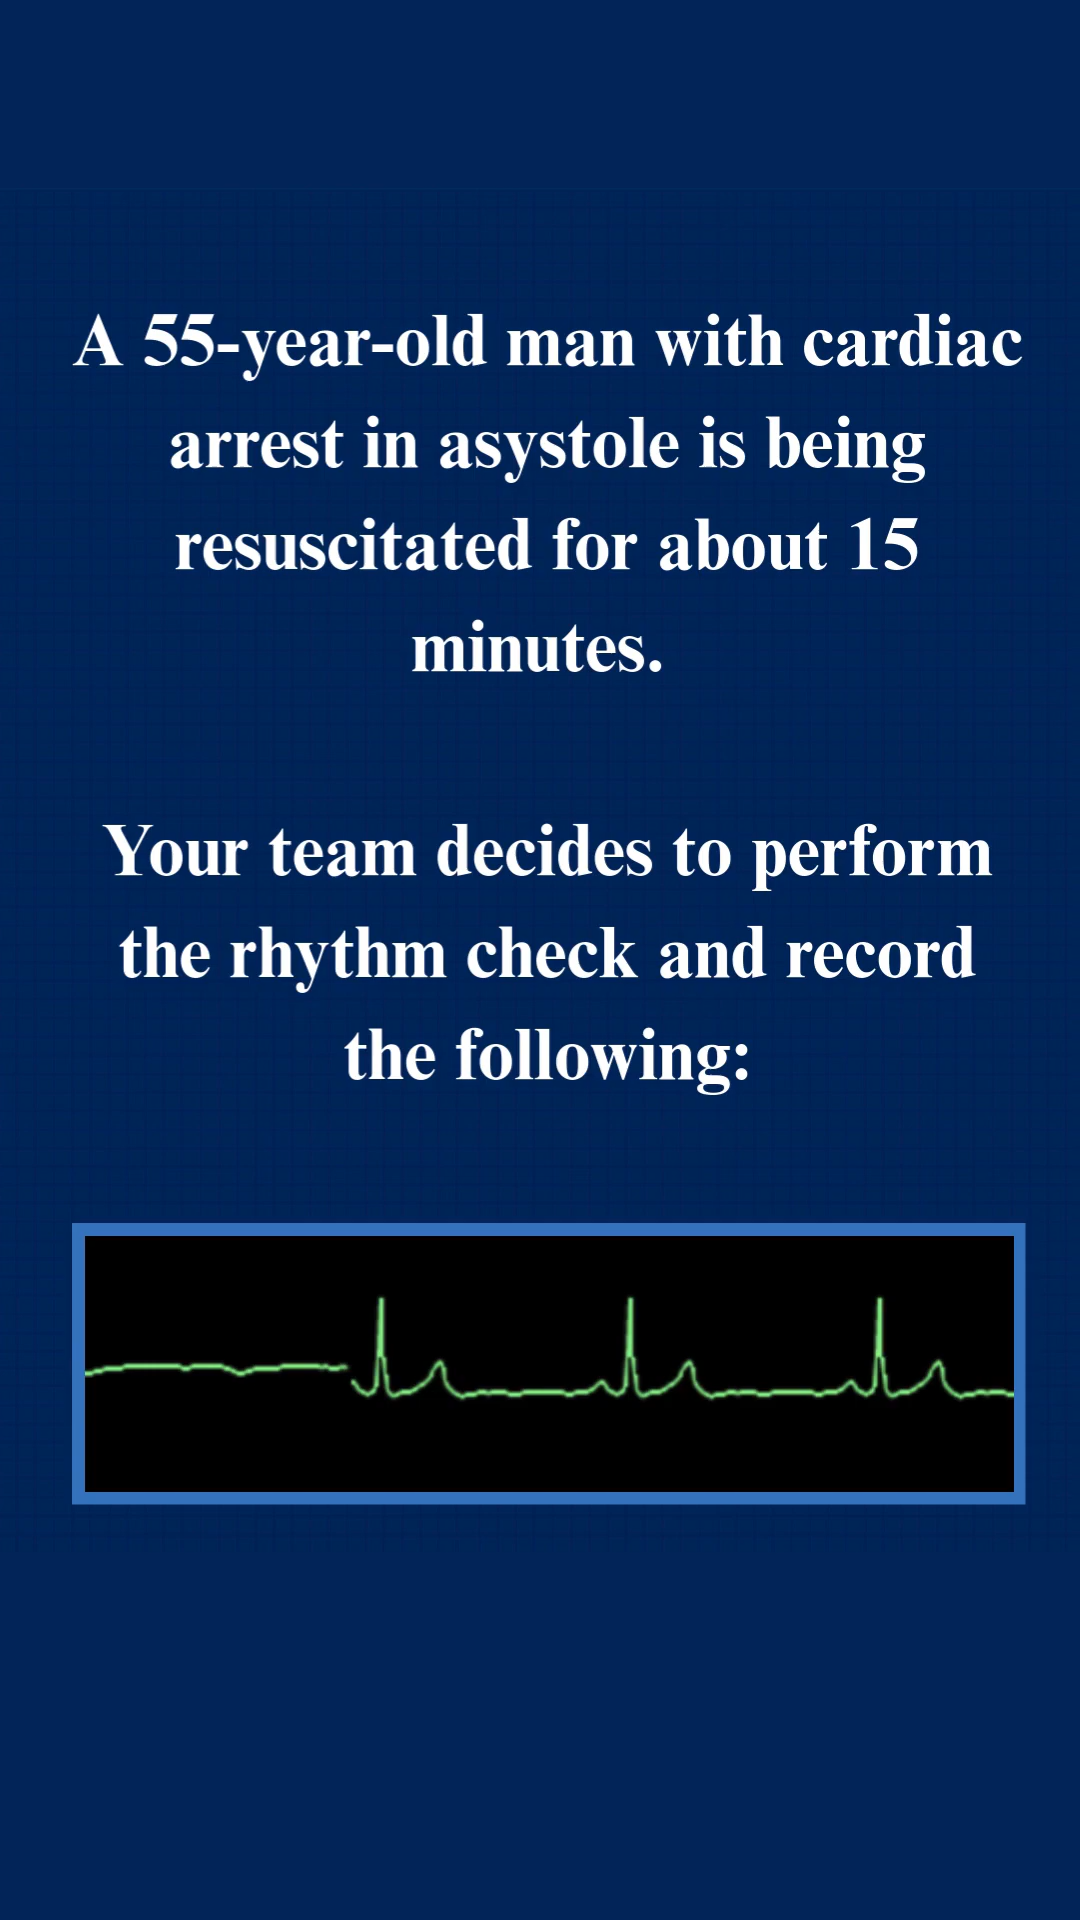 A 55-year-old man with cardiac
arrest in asystole is being
resuscitated for about 15
minutes.
Your team decides to perform
the rhythm check and record
the following: